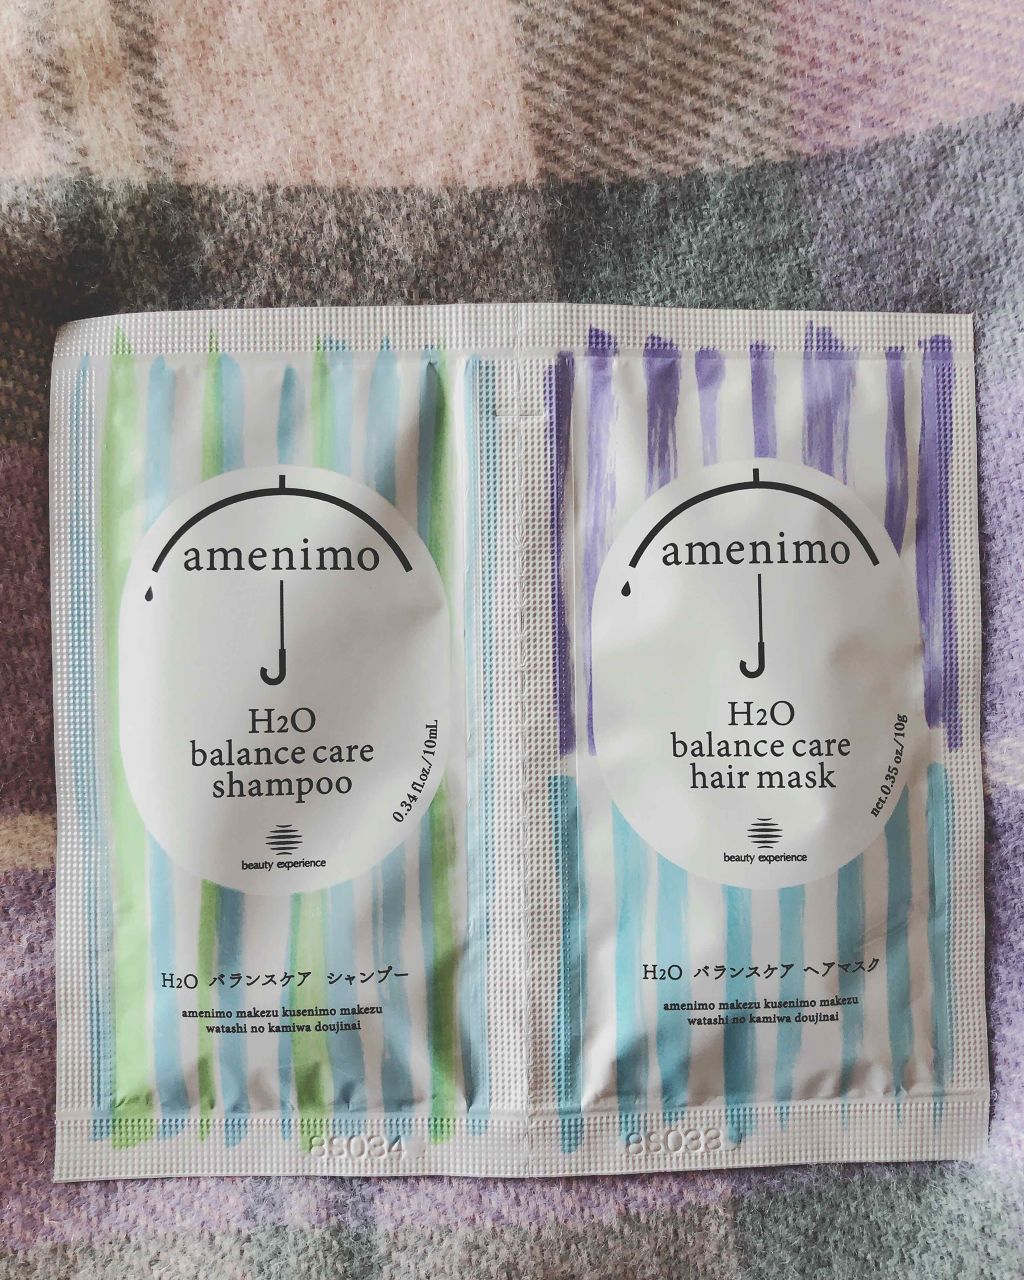 amenimo
H2O
balance care
shampoo
0.34 fl.oz./10mL
beauty experience
H2O バランスケア シャンプー
amenimo makezu kusenimo makezu
watashi no kamiwa doujinai
8S034
amenimo
H2O
balance care
hair mask
net.0.35 oz/10g
beauty experience
H2O バランスケア ヘアマスク
amenimo makezu kusenimo makezu
watashi no kamiwa doujinai
8S033